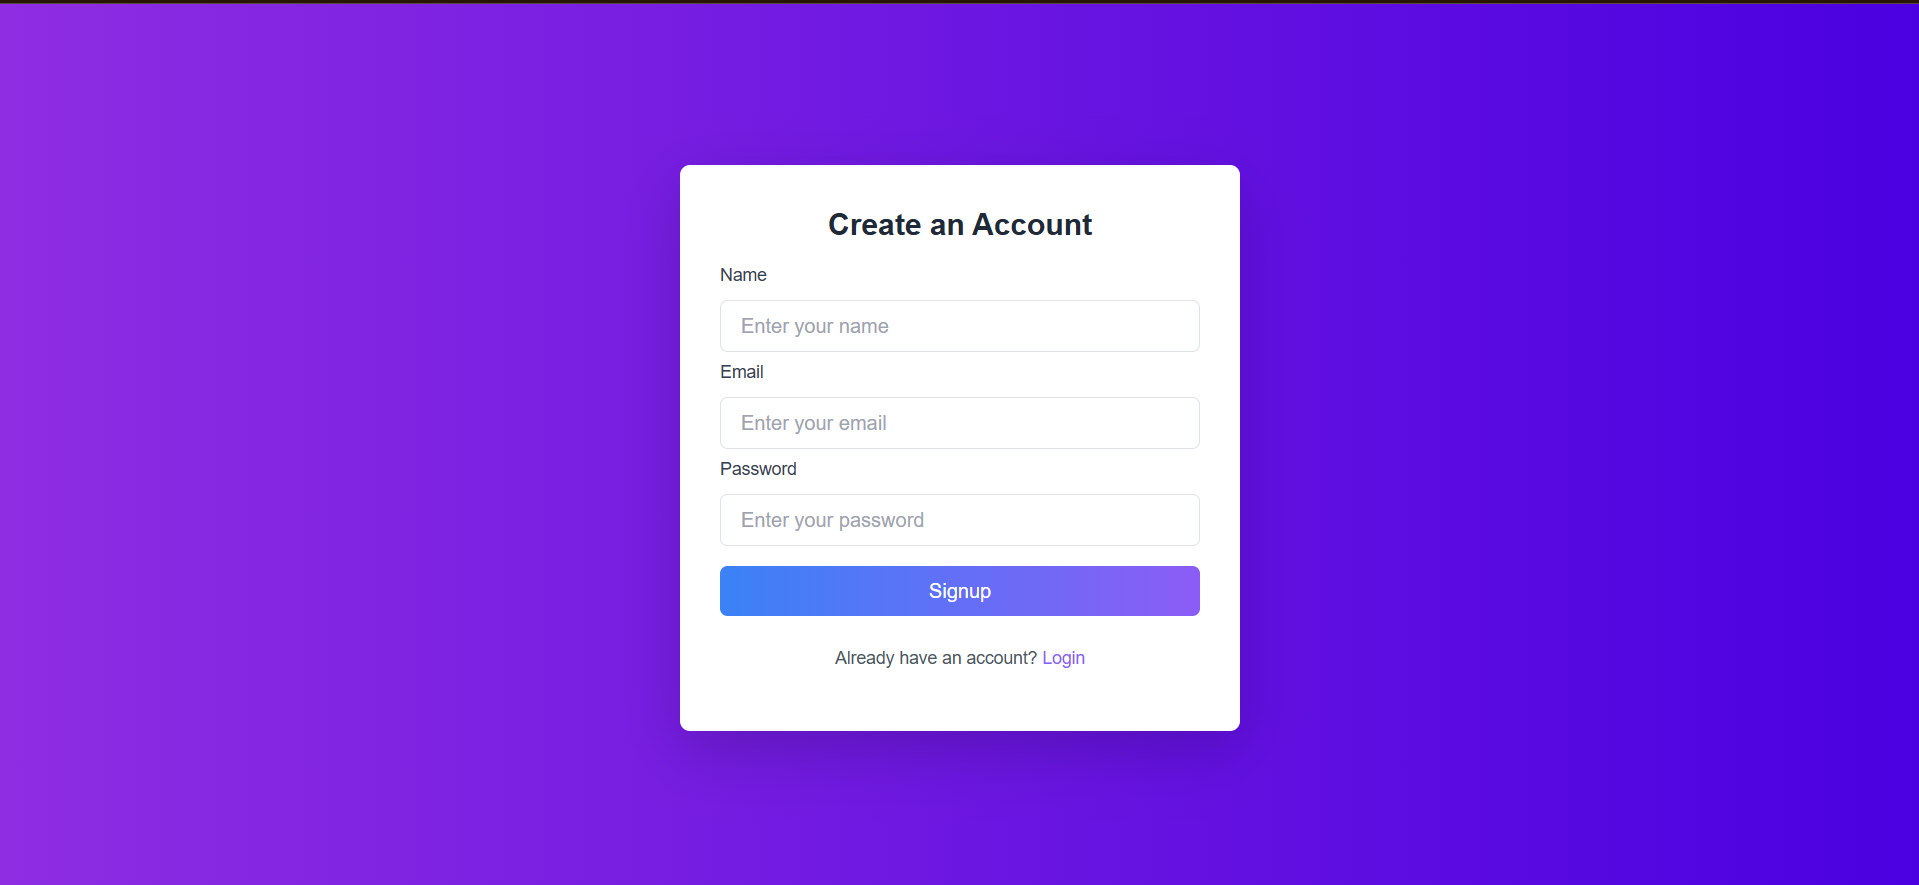 Create an Account
Name
Enter your name
Email
Enter your email
Password
Enter your password
Signup
Already have an account? Login